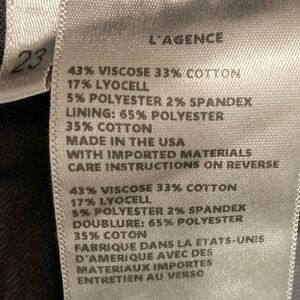 23
L'AGENCE
43% VISCOSE 33% COTTON
17% LYOCELL
5% POLYESTER 2% SPANDEX
LINING: 65% POLYESTER
35% COTTON
MADE IN THE USA
WITH IMPORTED MATERIALS
CARE INSTRUCTIONS ON REVERSE
43% VISCOSE 33% COTTON
17% LYOCELL
5% POLYESTER 2% SPANDEX
DOUBLURE: 65% POLYESTER
35% COTON
FABRIQUE DANS LA ETATS-UNIS
D'AMERIQUE AVEC DES
MATERIAUX IMPORTES
ENTRETIEN AU VERSO